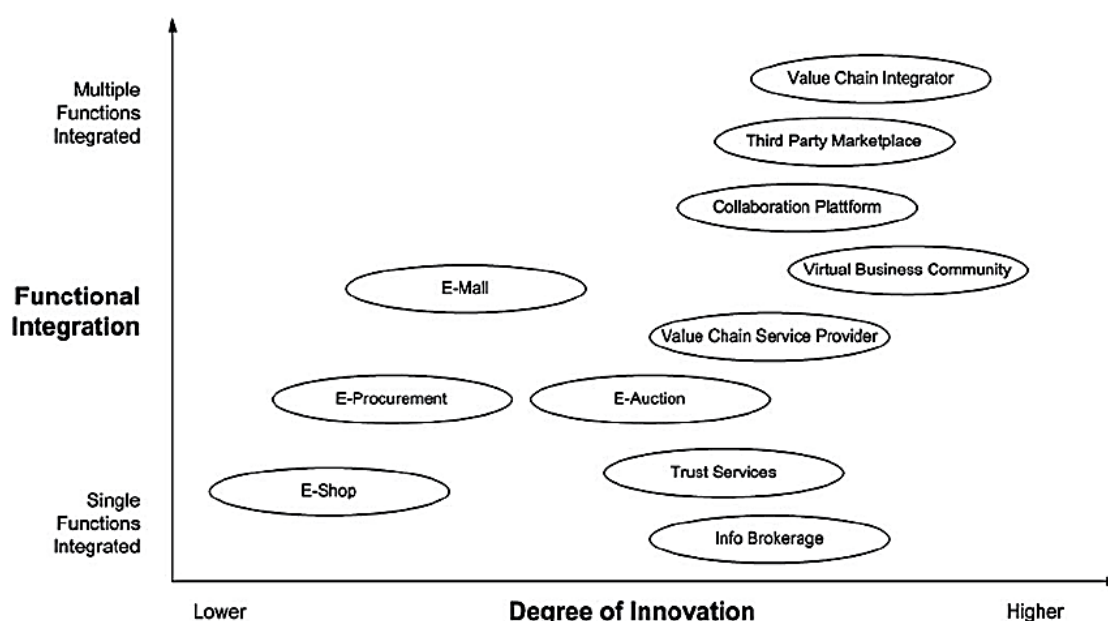 Multiple
Functions
Integrated
Value Chain Integrator
Third Party Marketplace
Collaboration Plattform
Virtual Business Community
E-Mall
Functional
Integration
Value Chain Service Provider
E-Procurement
E-Auction
Trust Services
E-Shop
Single
Functions
Integrated
Info Brokerage
Lower
Degree of Innovation
Higher